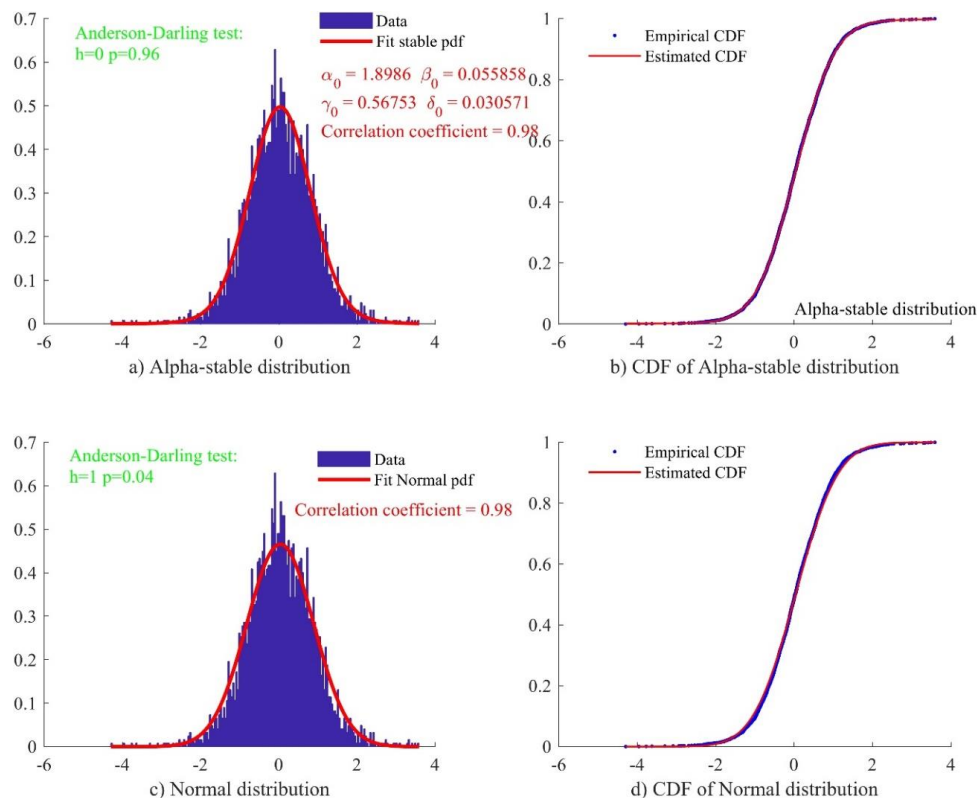 Anderson-Darling test:
h=0 p=0.96
Data
Fit stable pdf
α₀ = 1.8986 β₀ = 0.055858
γ₀ = 0.56753 δ₀ = 0.030571
Correlation coefficient = 0.98
0.7
0.6
0.5
0.4
0.3
0.2
0.1
0
-6 -4 -2 0 2 4
a) Alpha-stable distribution
Empirical CDF
Estimated CDF
Alpha-stable distribution
1
0.8
0.6
0.4
0.2
0
-6 -4 -2 0 2 4
b) CDF of Alpha-stable distribution
Anderson-Darling test:
h=1 p=0.04
Data
Fit Normal pdf
Correlation coefficient = 0.98
0.7
0.6
0.5
0.4
0.3
0.2
0.1
0
-6 -4 -2 0 2 4
c) Normal distribution
Empirical CDF
Estimated CDF
1
0.8
0.6
0.4
0.2
0
-6 -4 -2 0 2 4
d) CDF of Normal distribution